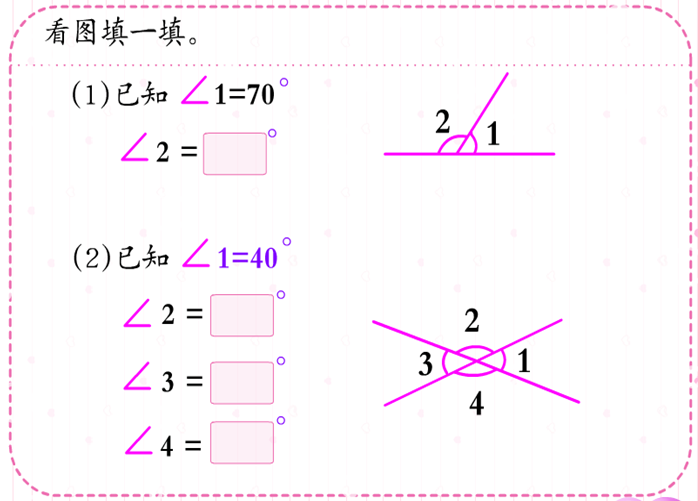 看图填一填。
(1)已知 ∠1=70°
∠2 = °
2 1
(2)已知 ∠1=40°
∠2 = °
∠3 = °
∠4 = °
2
3 1
4